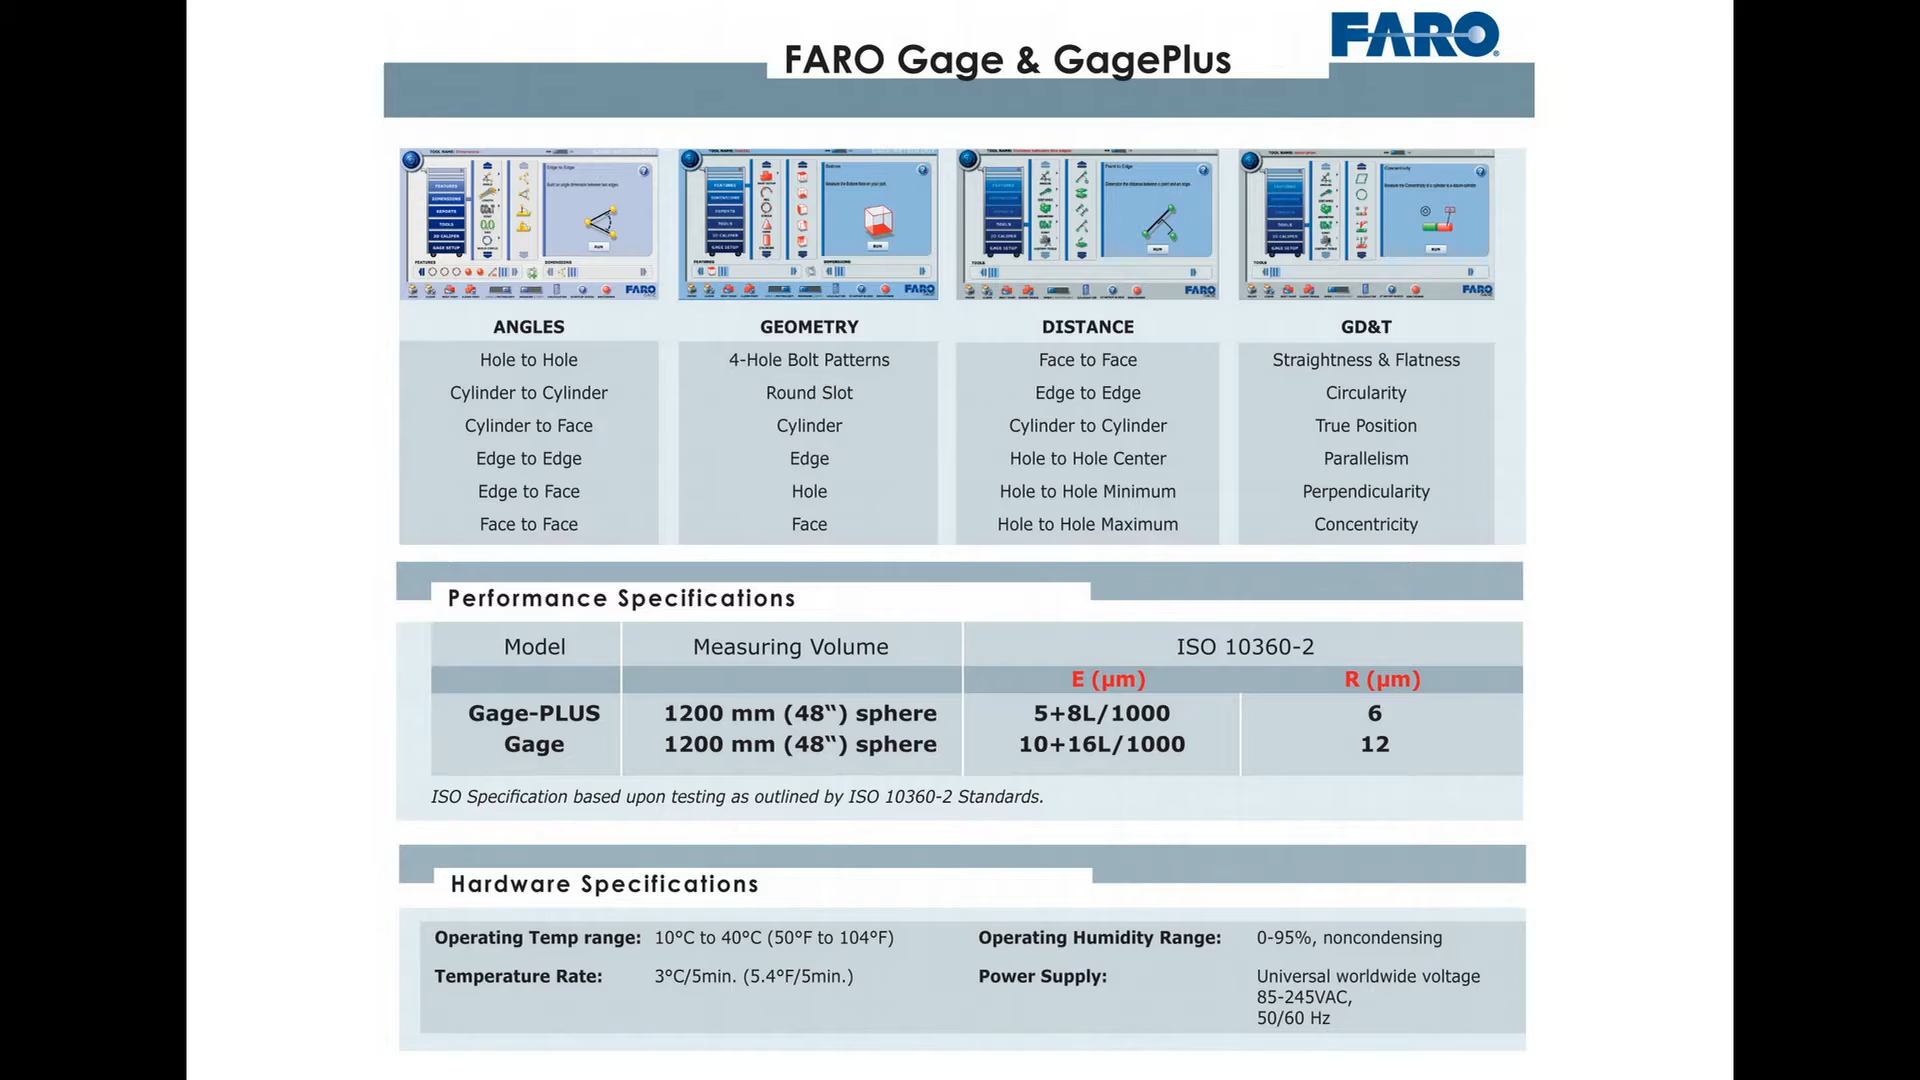 FARO
FARO Gage & GagePlus
ANGLES
Hole to Hole
Cylinder to Cylinder
Cylinder to Face
Edge to Edge
Edge to Face
Face to Face
GEOMETRY
4-Hole Bolt Patterns
Round Slot
Cylinder
Edge
Hole
Face
DISTANCE
Face to Face
Edge to Edge
Cylinder to Cylinder
Hole to Hole Center
Hole to Hole Minimum
Hole to Hole Maximum
GD&T
Straightness & Flatness
Circularity
True Position
Parallelism
Perpendicularity
Concentricity
Performance Specifications
Model Measuring Volume ISO 10360-2
E (µm) R (µm)
Gage-PLUS 1200 mm (48‟) sphere 5+8L/1000 6
Gage 1200 mm (48‟) sphere 10+16L/1000 12
ISO Specification based upon testing as outlined by ISO 10360-2 Standards.
Hardware Specifications
Operating Temp range: 10°C to 40°C (50°F to 104°F)
Temperature Rate: 3°C/5min. (5.4°F/5min.)
Operating Humidity Range: 0-95%, noncondensing
Power Supply: Universal worldwide voltage
85-245VAC,
50/60 Hz